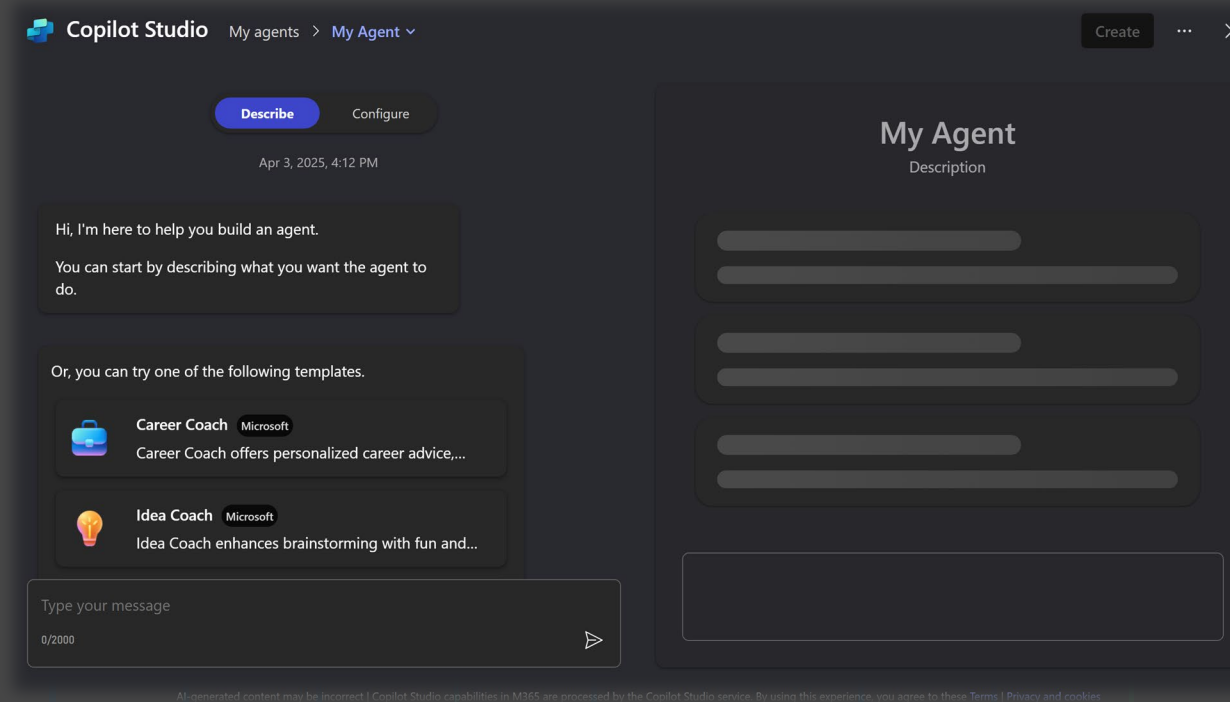 Copilot Studio My agents > My Agent
Create ...
Describe Configure
Apr 3, 2025, 4:12 PM
Hi, I'm here to help you build an agent.
You can start by describing what you want the agent to
do.
Or, you can try one of the following templates.
Career Coach Microsoft
Career Coach offers personalized career advice,...
Idea Coach Microsoft
Idea Coach enhances brainstorming with fun and...
Type your message
0/2000
My Agent
Description
AI-generated content may be incorrect | Copilot Studio capabilities in M365 are processed by the Copilot Studio service. By using this experience, you agree to these Terms | Privacy and cookies